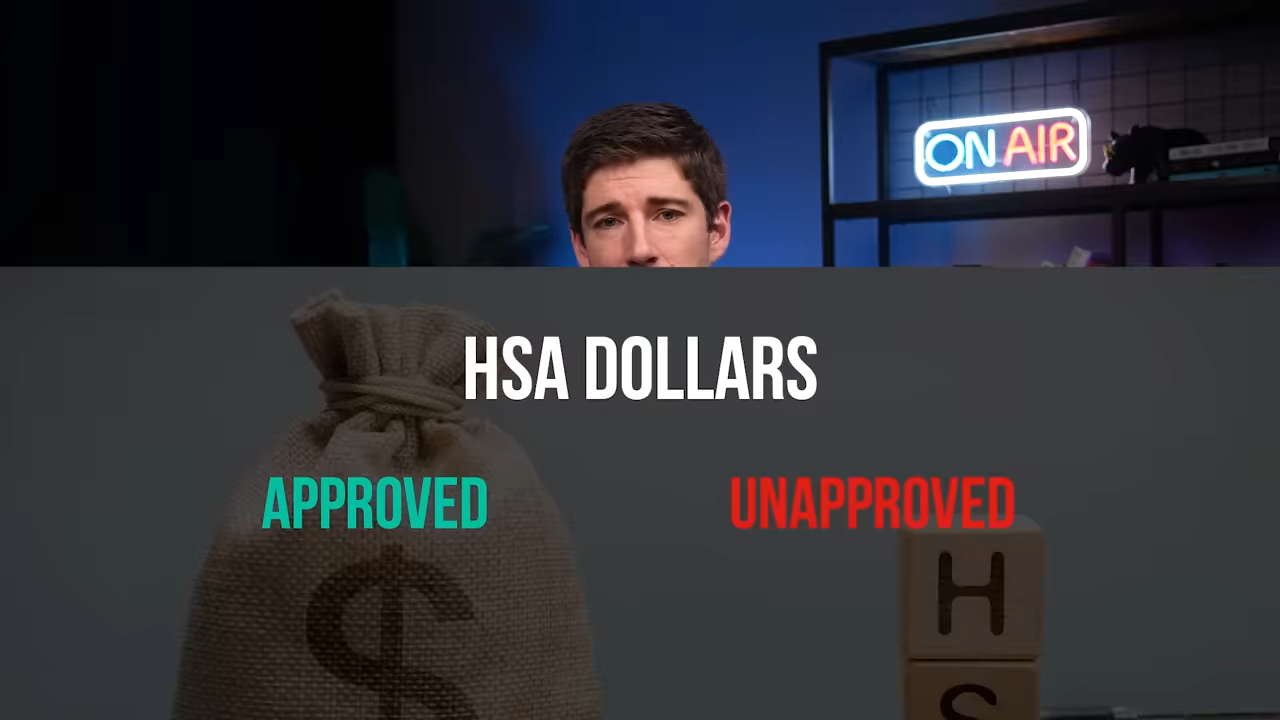 ON AIR
HSA DOLLARS
APPROVED
UNAPPROVED
$
H
S